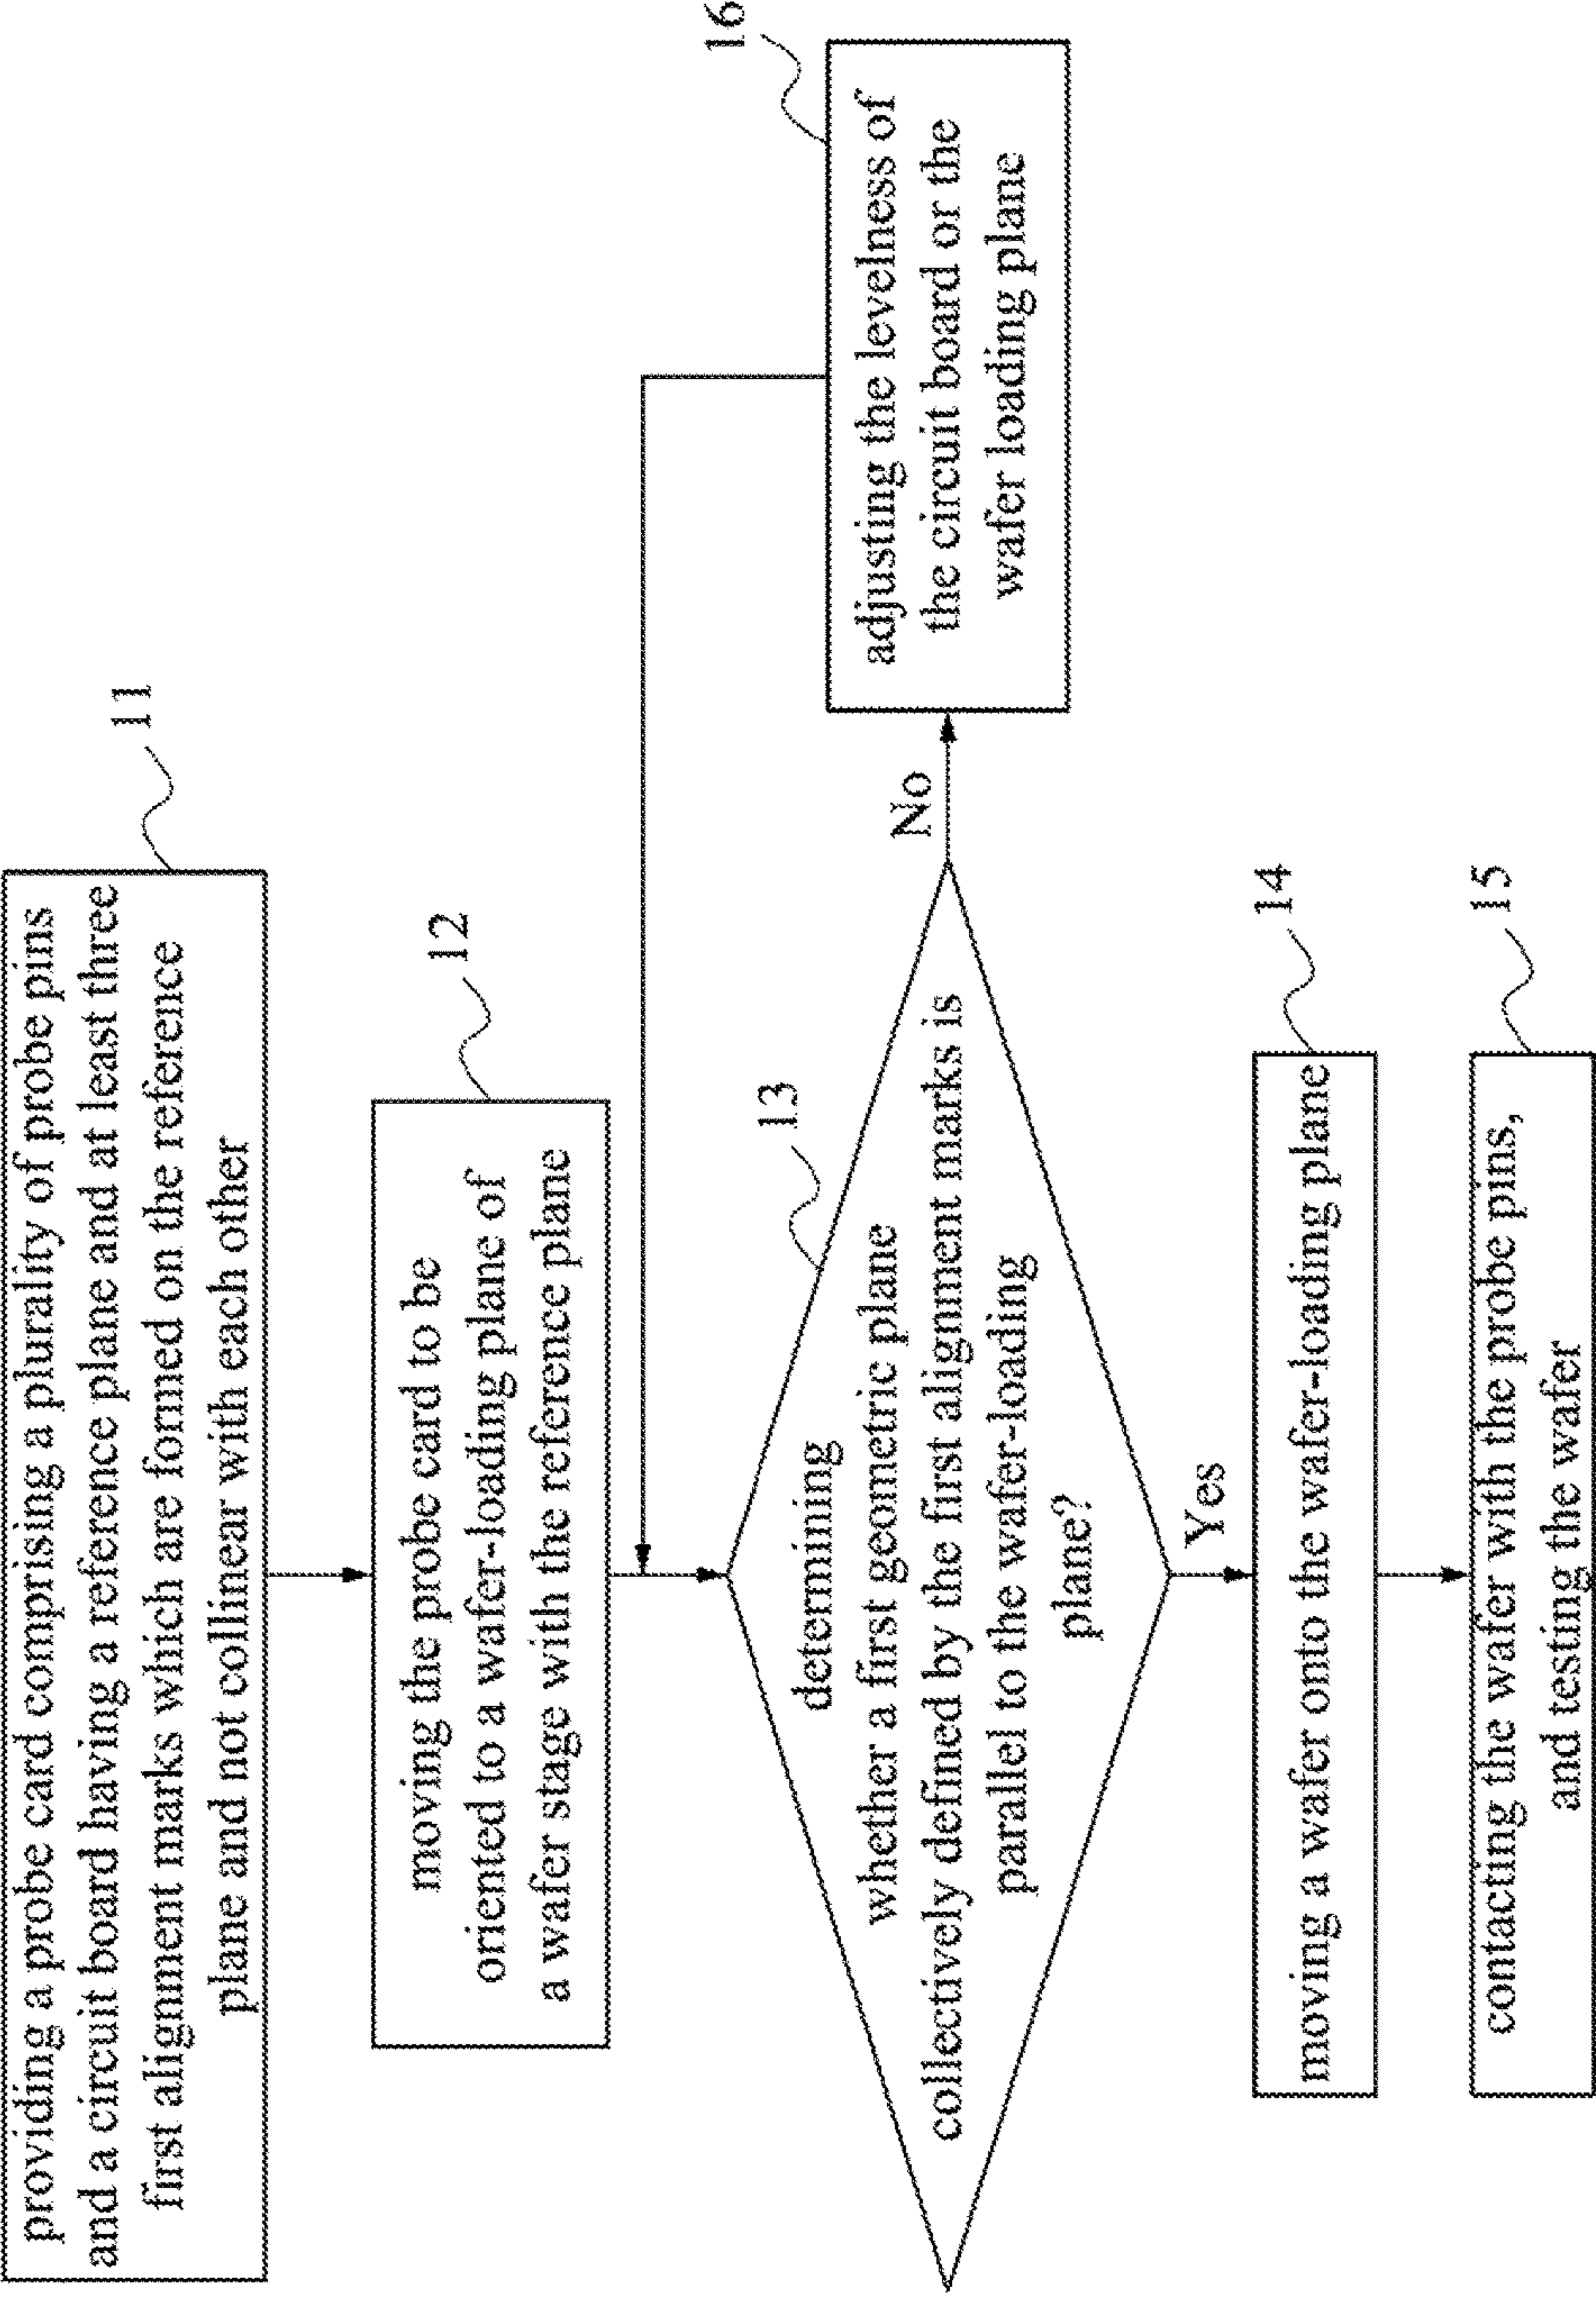 11
providing a probe card comprising a plurality of probe pins
and a circuit board having a reference plane and at least three
first alignment marks which are formed on the reference
plane and not collinear with each other
12
moving the probe card to be
oriented to a wafer-loading plane of
a wafer stage with the reference plane
13
determining
whether a first geometric plane
collectively defined by the first alignment marks is
parallel to the wafer-loading
plane?
No
16
adjusting the levelness of
the circuit board or the
wafer loading plane
Yes
14
moving a wafer onto the wafer-loading plane
15
contacting the wafer with the probe pins,
and testing the wafer